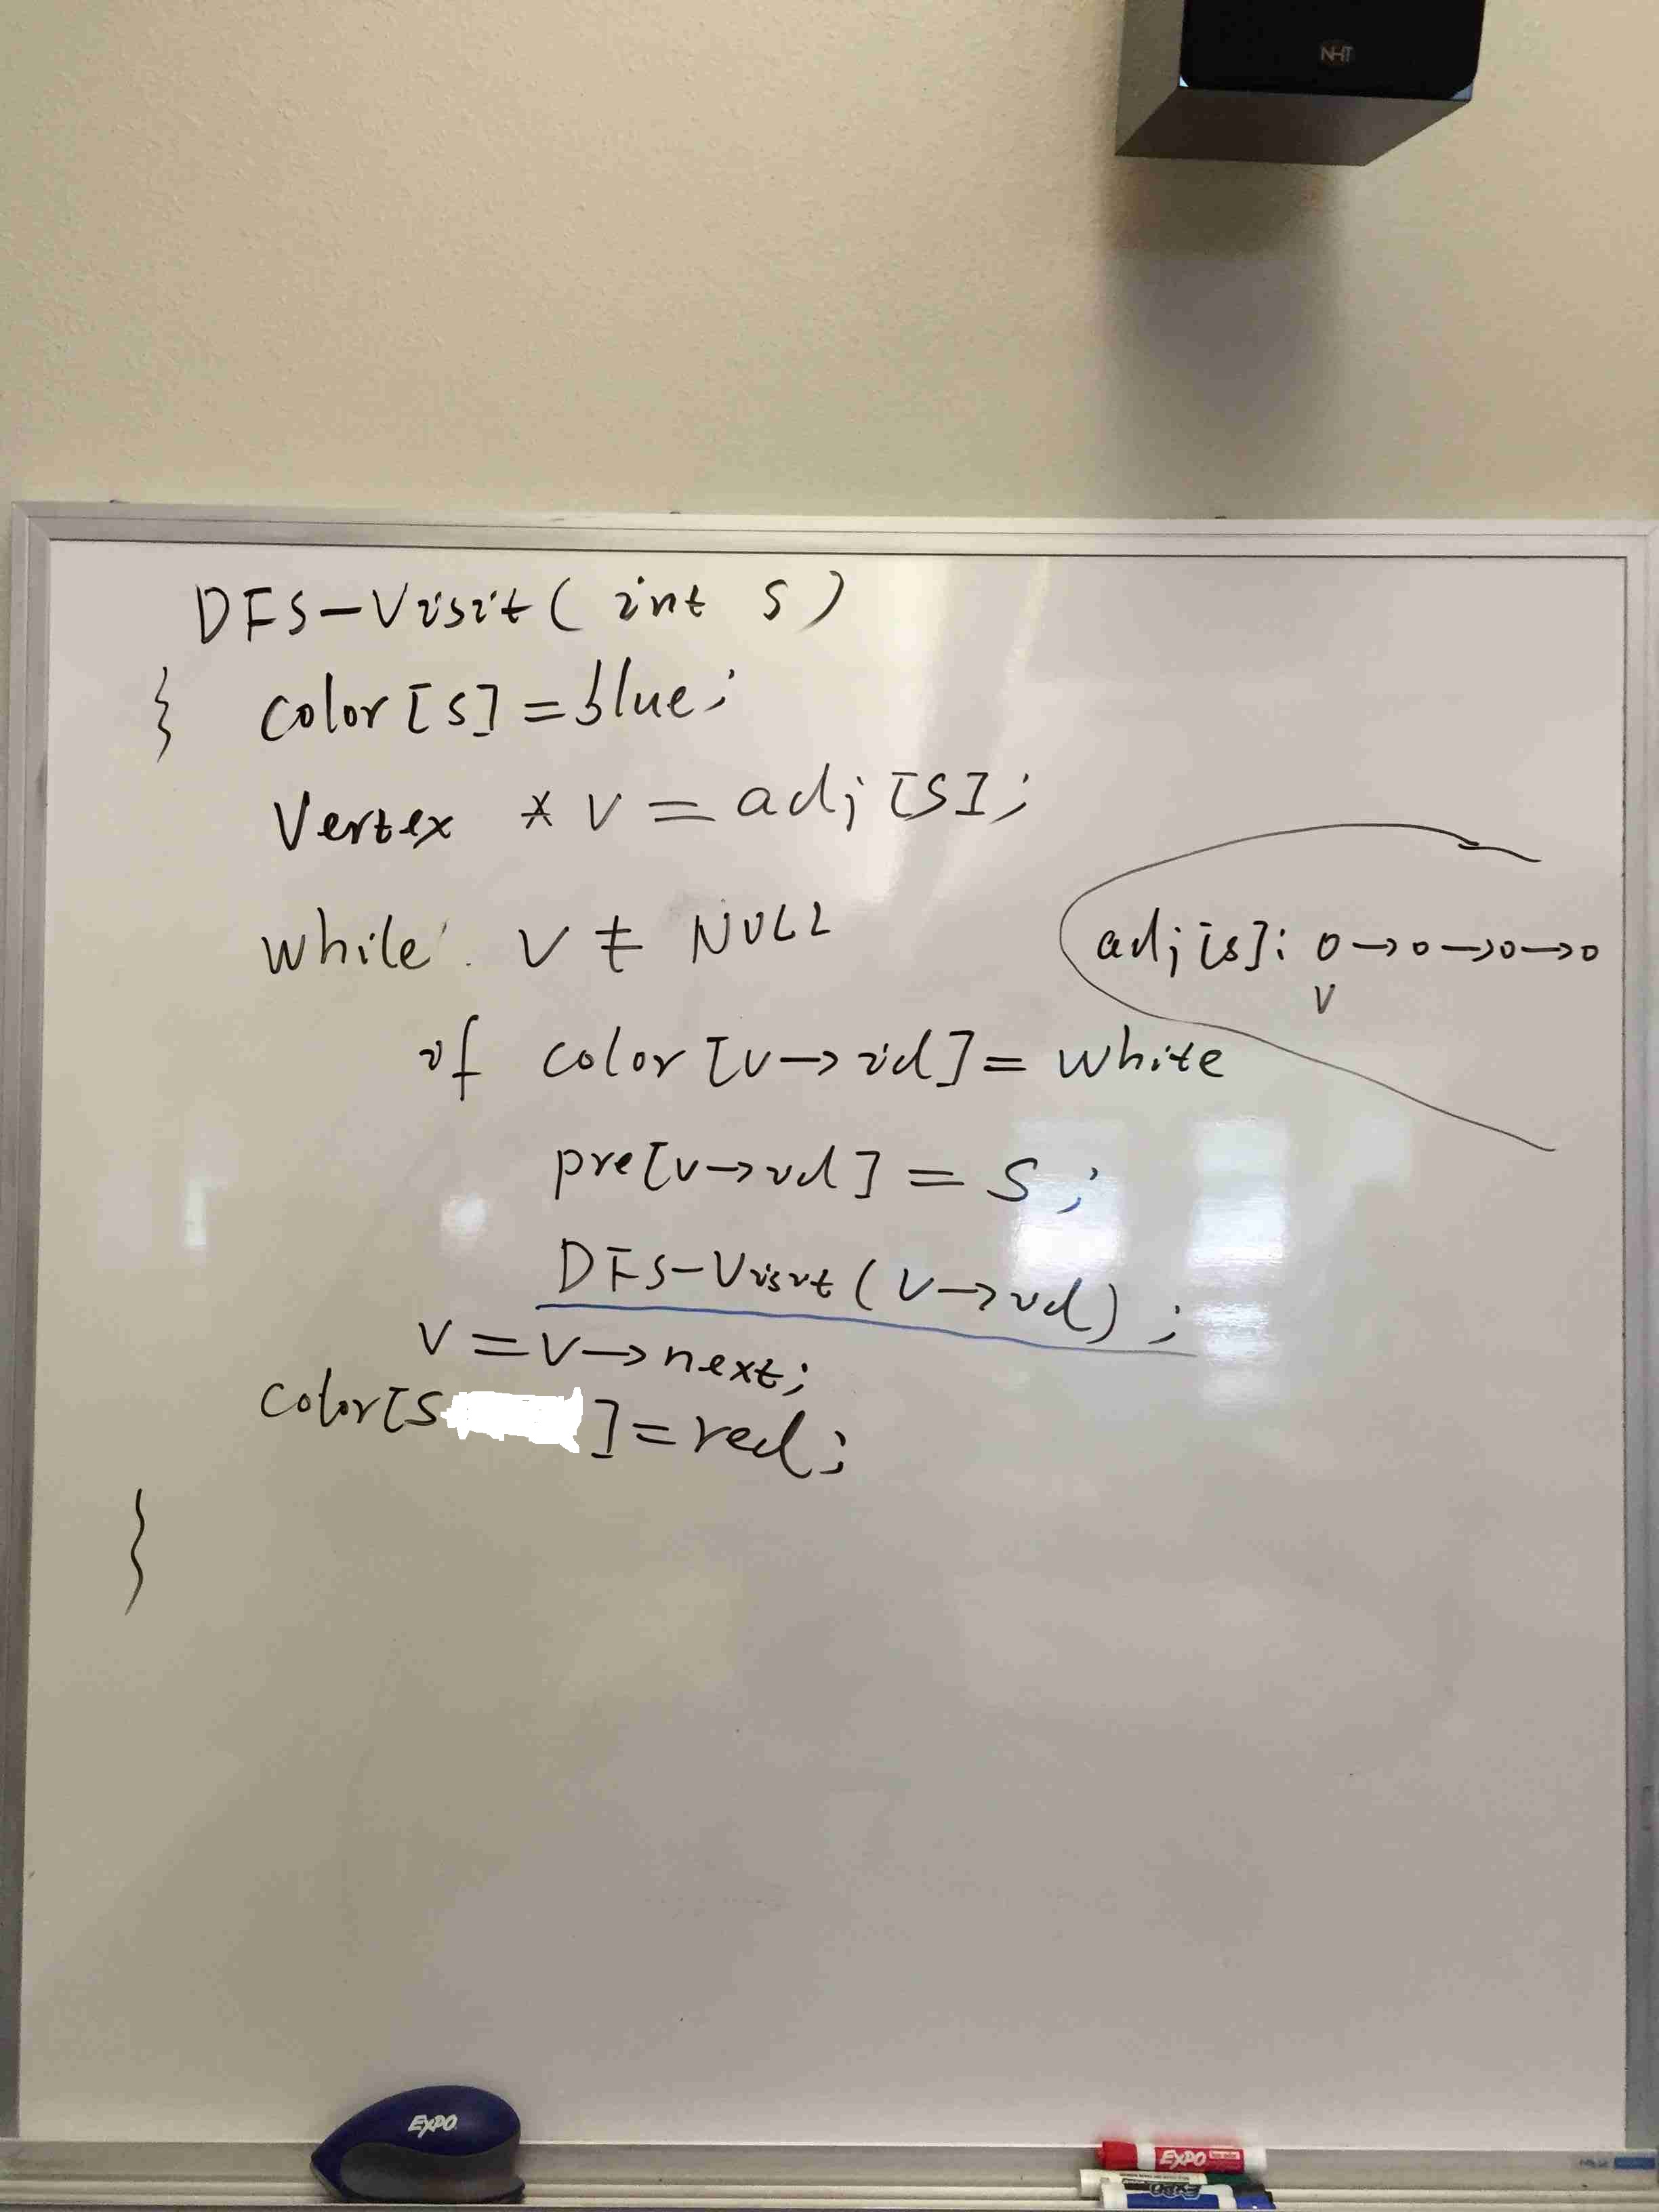 NHT
DFS-Visit( int s )
{ color[s]=blue;
Vertex * v = adj[s];
while v ≠ NULL
adj[s]: o→o→o→o
v
if color[v→id]= white
pre[v→id] = s;
DFS-Visit(v→id);
v=v→next;
color[s ]=red;
}
EXPO
EXPO
EXPO